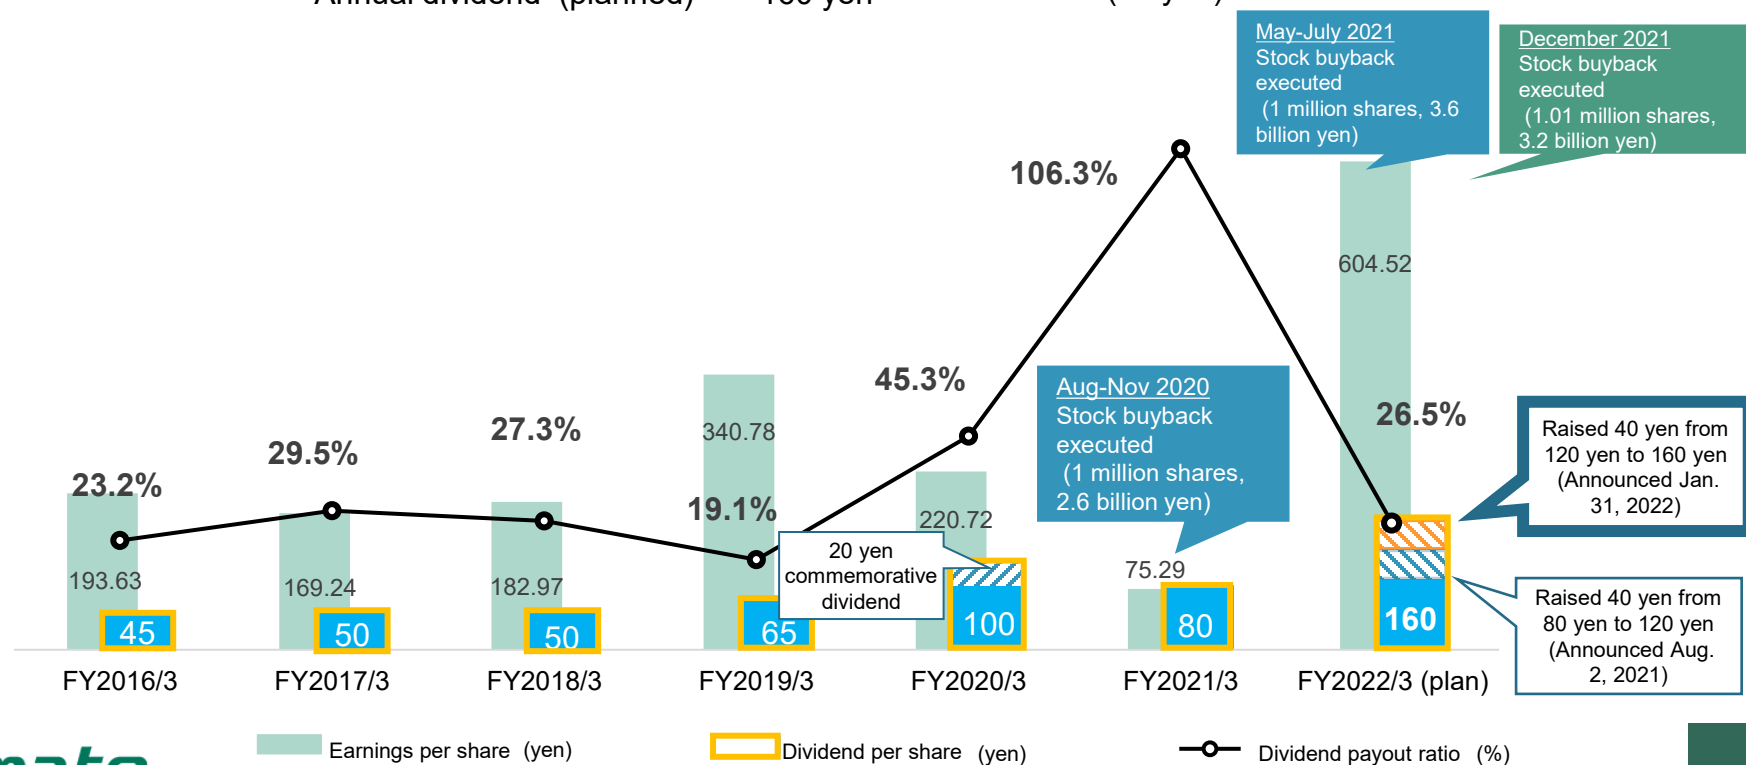 May-July 2021
Stock buyback
executed
(1 million shares, 3.6
billion yen)
December 2021
Stock buyback
executed
(1.01 million shares,
3.2 billion yen)
106.3%
604.52
45.3%
Aug-Nov 2020
Stock buyback
executed
(1 million shares,
2.6 billion yen)
26.5%
Raised 40 yen from
120 yen to 160 yen
(Announced Jan.
31, 2022)
23.2%
29.5%
27.3%
340.78
19.1%
220.72
20 yen
commemorative
dividend
193.63
169.24
182.97
75.29
Raised 40 yen from
80 yen to 120 yen
(Announced Aug.
2, 2021)
45
50
50
65
100
80
160
FY2016/3
FY2017/3
FY2018/3
FY2019/3
FY2020/3
FY2021/3
FY2022/3 (plan)
Earnings per share (yen)
Dividend per share (yen)
Dividend payout ratio (%)